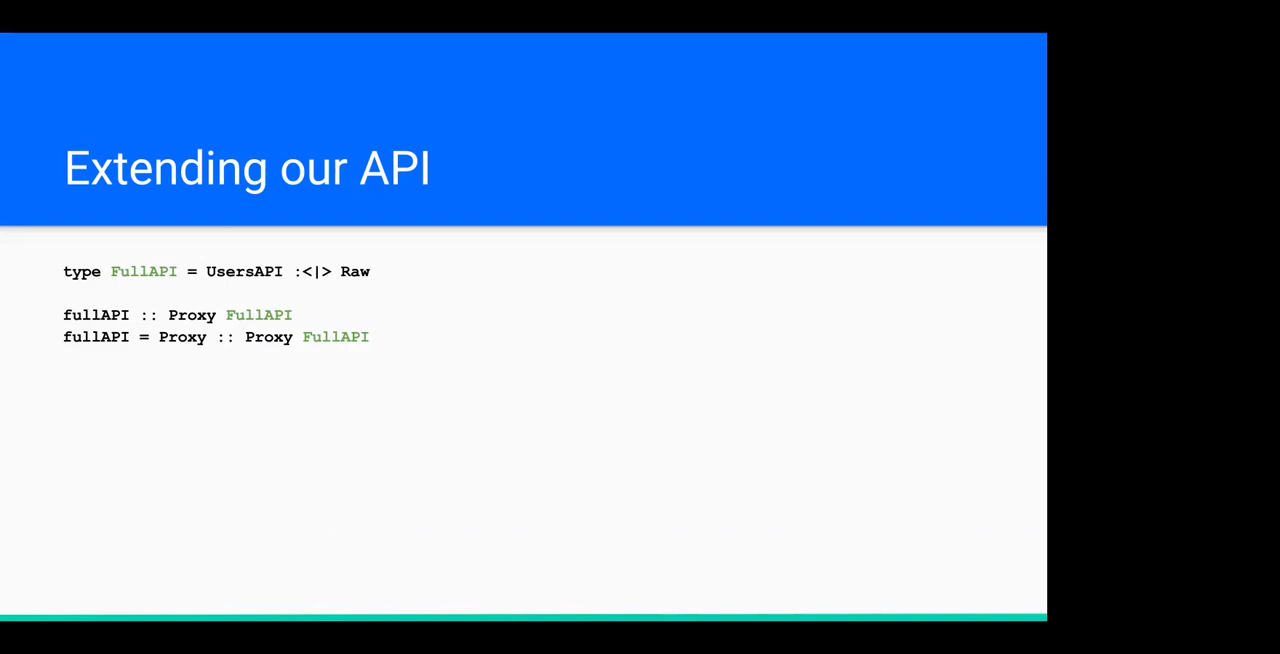 Extending our API
type FullAPI = UsersAPI :<|> Raw
fullAPI :: Proxy FullAPI
fullAPI = Proxy :: Proxy FullAPI